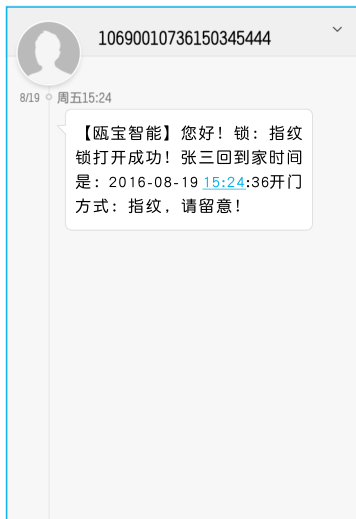 10690010736150345444
8/19 周五15:24
【瓯宝智能】您好！锁：指纹
锁打开成功！张三回到家时间
是：2016-08-19 15:24:36开门
方式：指纹，请留意！